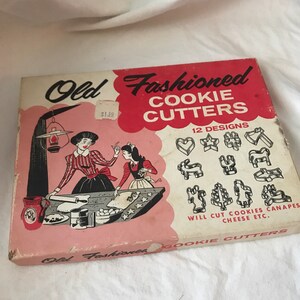 Old Fashioned
COOKIE
CUTTERS
12 DESIGNS
WILL CUT COOKIES CANAPES
CHEESE ETC.
Old Fashioned COOKIE CUTTERS